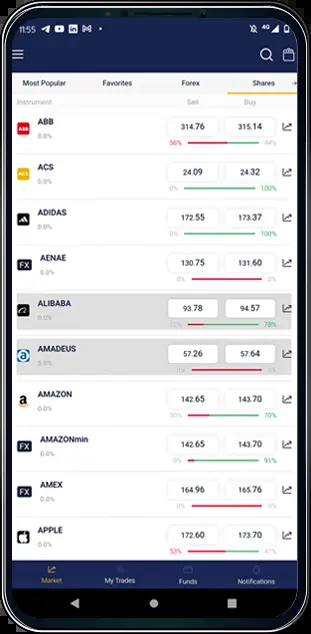 11:55 4G
Most Popular Favorites Forex Shares
Instrument Sell Buy
ABB ABB 314.76 315.14
0.0% 56% 44%
ACS ACS 24.09 24.32
0.0% 0% 100%
ADIDAS 172.55 173.37
0.0% 0% 100%
FX AENAE 130.75 131.60
0.0% 0% 0%
ALIBABA 93.78 94.57
0.0% 22% 78%
AMADEUS 57.26 57.64
0.0% 0% 0%
AMAZON 142.65 143.70
0.0% 30% 70%
FX AMAZONmin 142.65 143.70
0.0% 9% 91%
FX AMEX 164.96 165.76
0.0% 0% 0%
APPLE 172.60 173.70
0.0% 53% 47%
Market My Trades Funds Notifications